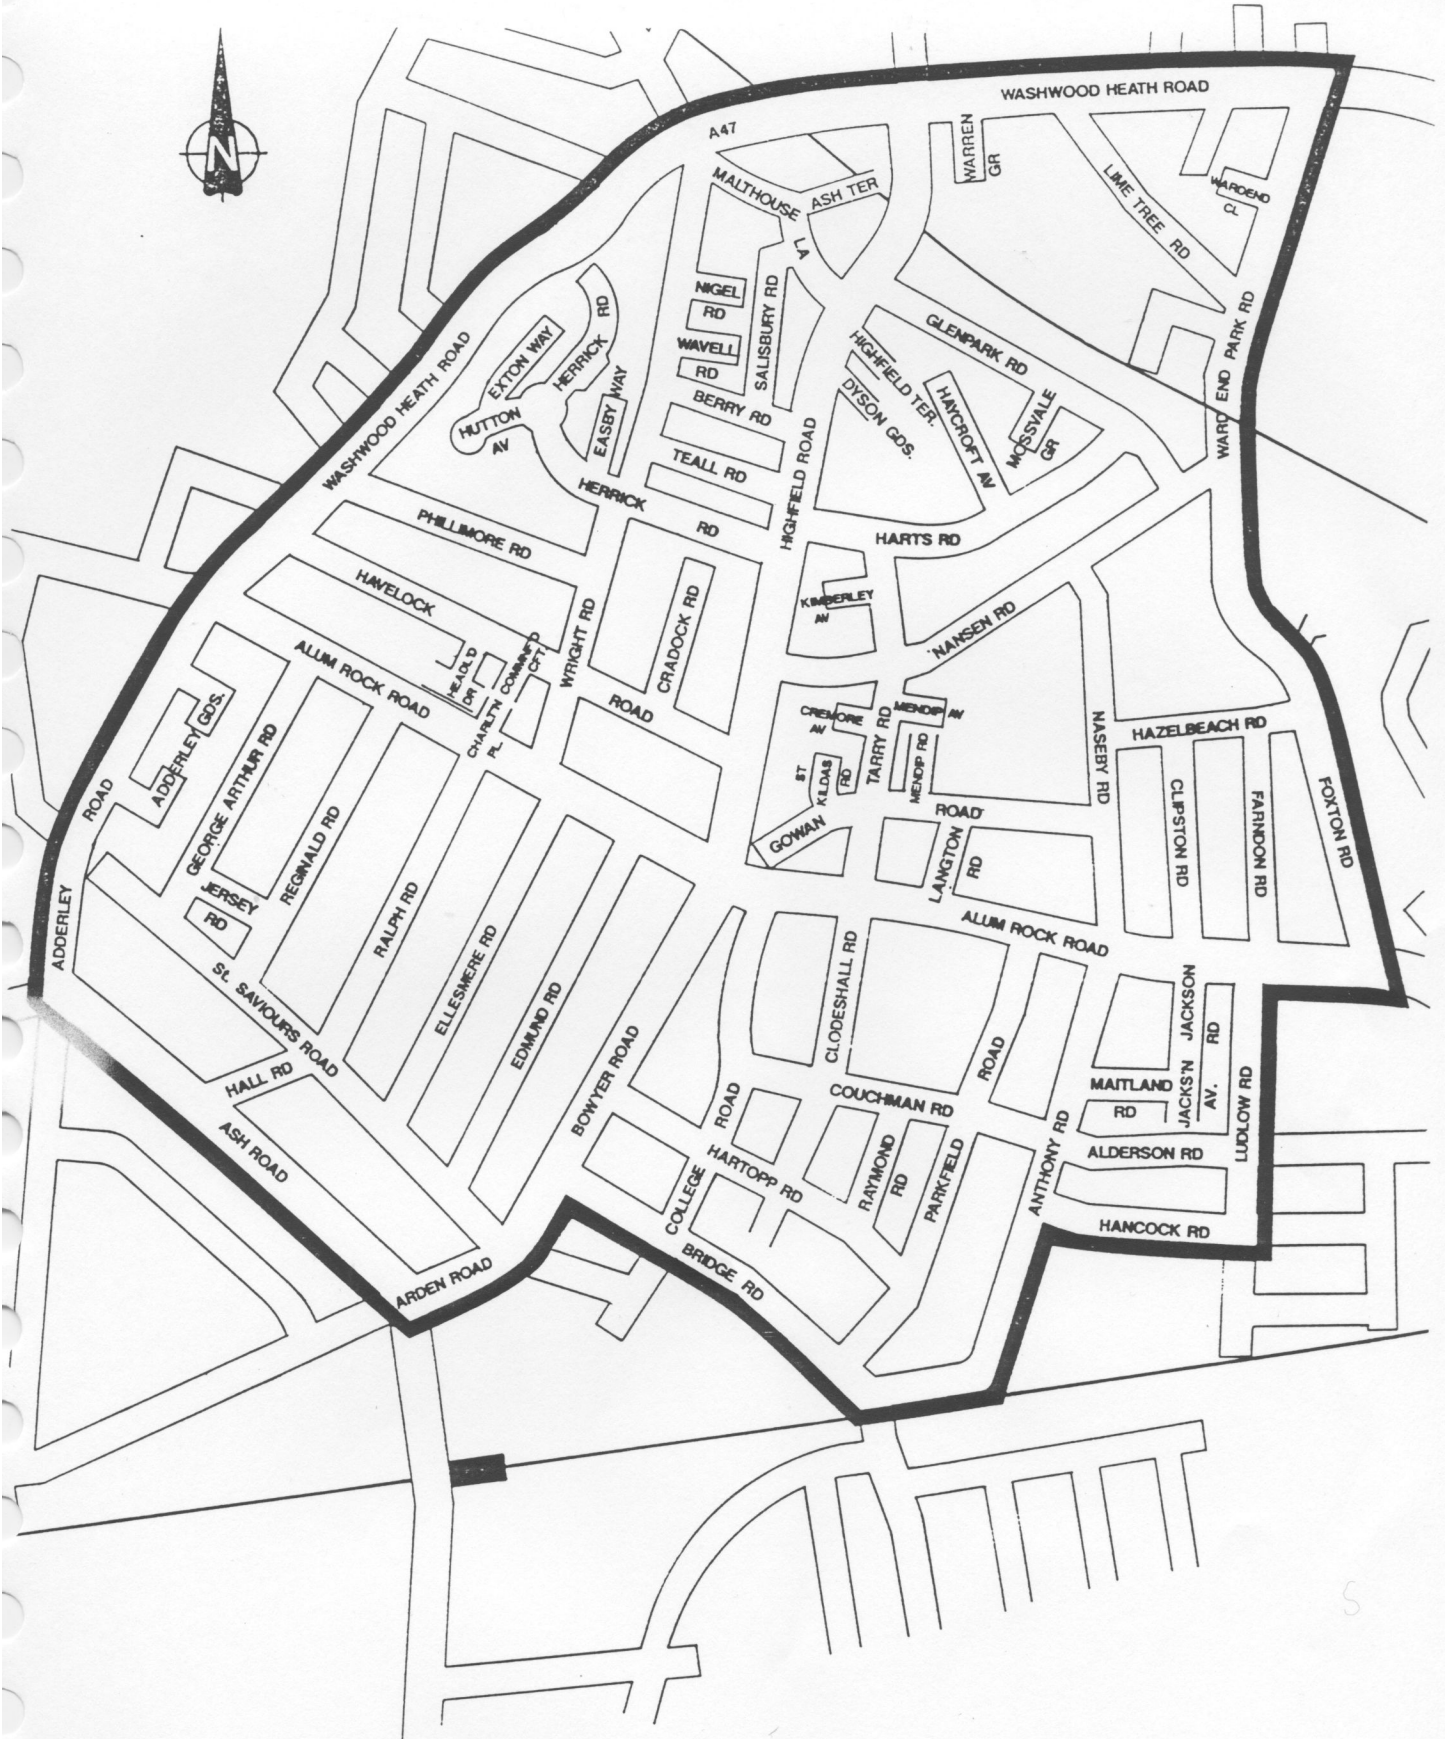 WASHWOOD HEATH ROAD
A47
WARREN
GR
LIME TREE RD
WARDEND
CL
N
MALTHOUSE
LA
ASH TER
WARD END PARK RD
NIGEL
RD
WAVELL
RD
SALISBURY RD
BERRY RD
TEALL RD
EXTON WAY
HERRICK RD
HUTTON
AV
EASBY WAY
WASHWOOD HEATH ROAD
HERRICK
RD
HIGHFIELD ROAD
GLENPARK RD
HIGHFIELD TER.
DYSON GDS.
HAYCROFT AV
MOSSVALE
GR
HARTS RD
PHILLIMORE RD
HAVELOCK
ROAD
WRIGHT RD
CRADOCK RD
KIMBERLEY
AV
NANSEN RD
ALUM ROCK ROAD
HEADL'D
DR
CHARLT'N
PL.
ADDERLEY GDS.
GEORGE ARTHUR RD
REGINALD RD
JERSEY
RD
CREMORE
AV
MENDIP AV
TARRY RD
MENDIP RD
ST
KILDAS
RD
GOWAN
ROAD
LANGTON
RD
NASEBY RD
HAZELBEACH RD
CLIPSTON RD
FARNDON RD
FOXTON RD
ADDERLEY
ROAD
RALPH RD
ELLESMERE RD
EDMUND RD
BOWYER ROAD
St. SAVIOURS ROAD
HALL RD
ASH ROAD
ARDEN ROAD
ALUM ROCK ROAD
CLODESHALL RD
COUCHMAN RD
COLLEGE
ROAD
HARTOPP RD
BRIDGE RD
RAYMOND
RD
PARKFIELD
ROAD
ANTHONY RD
JACKSON
RD
MAITLAND
RD
JACKS'N
AV.
LUDLOW RD
ALDERSON RD
HANCOCK RD